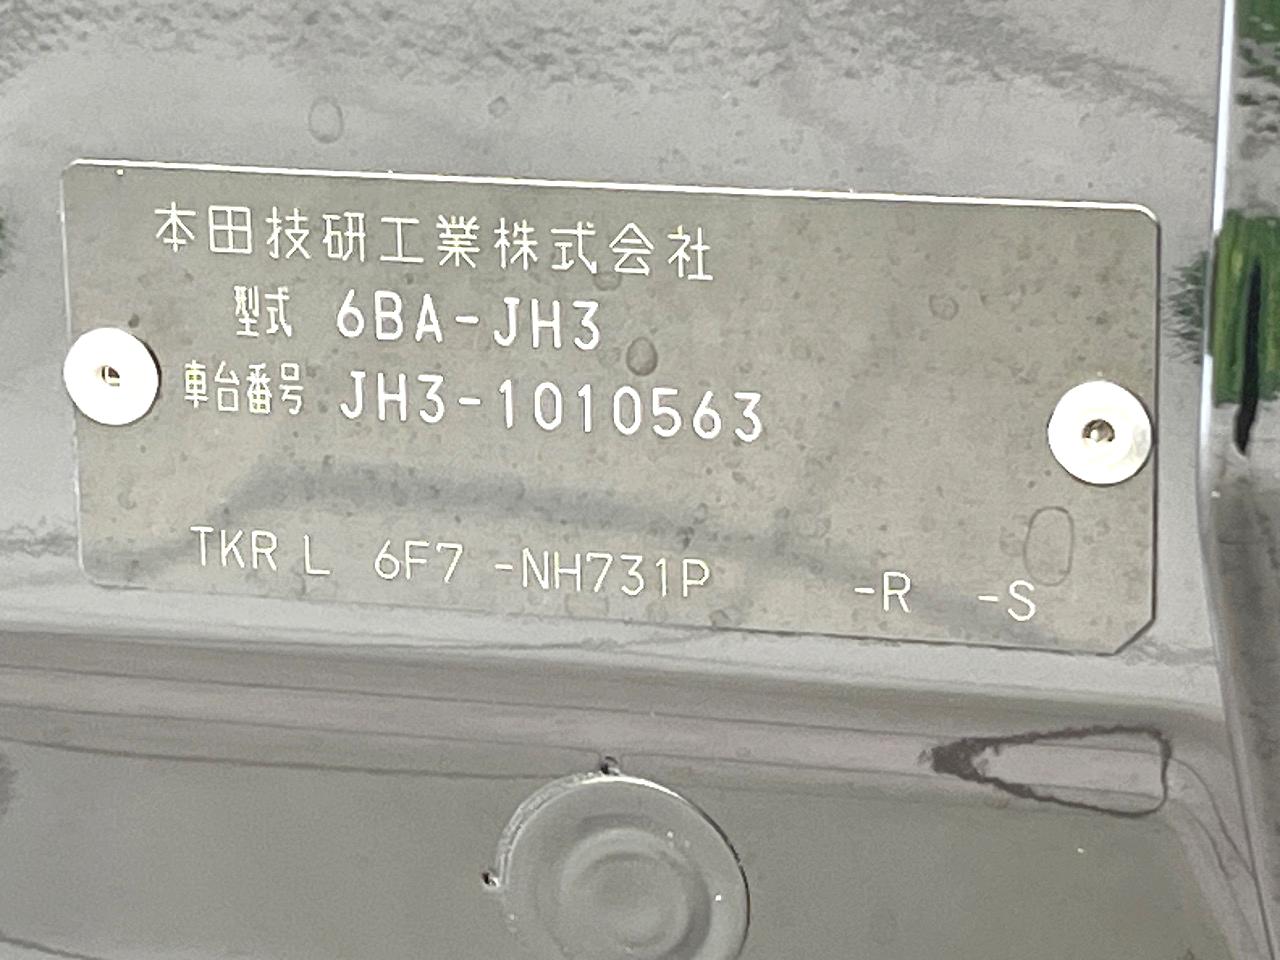 本田技研工業株式会社
型式 6BA-JH3
車台番号 JH3-1010563
TKR L 6F7 -NH731P -R -S